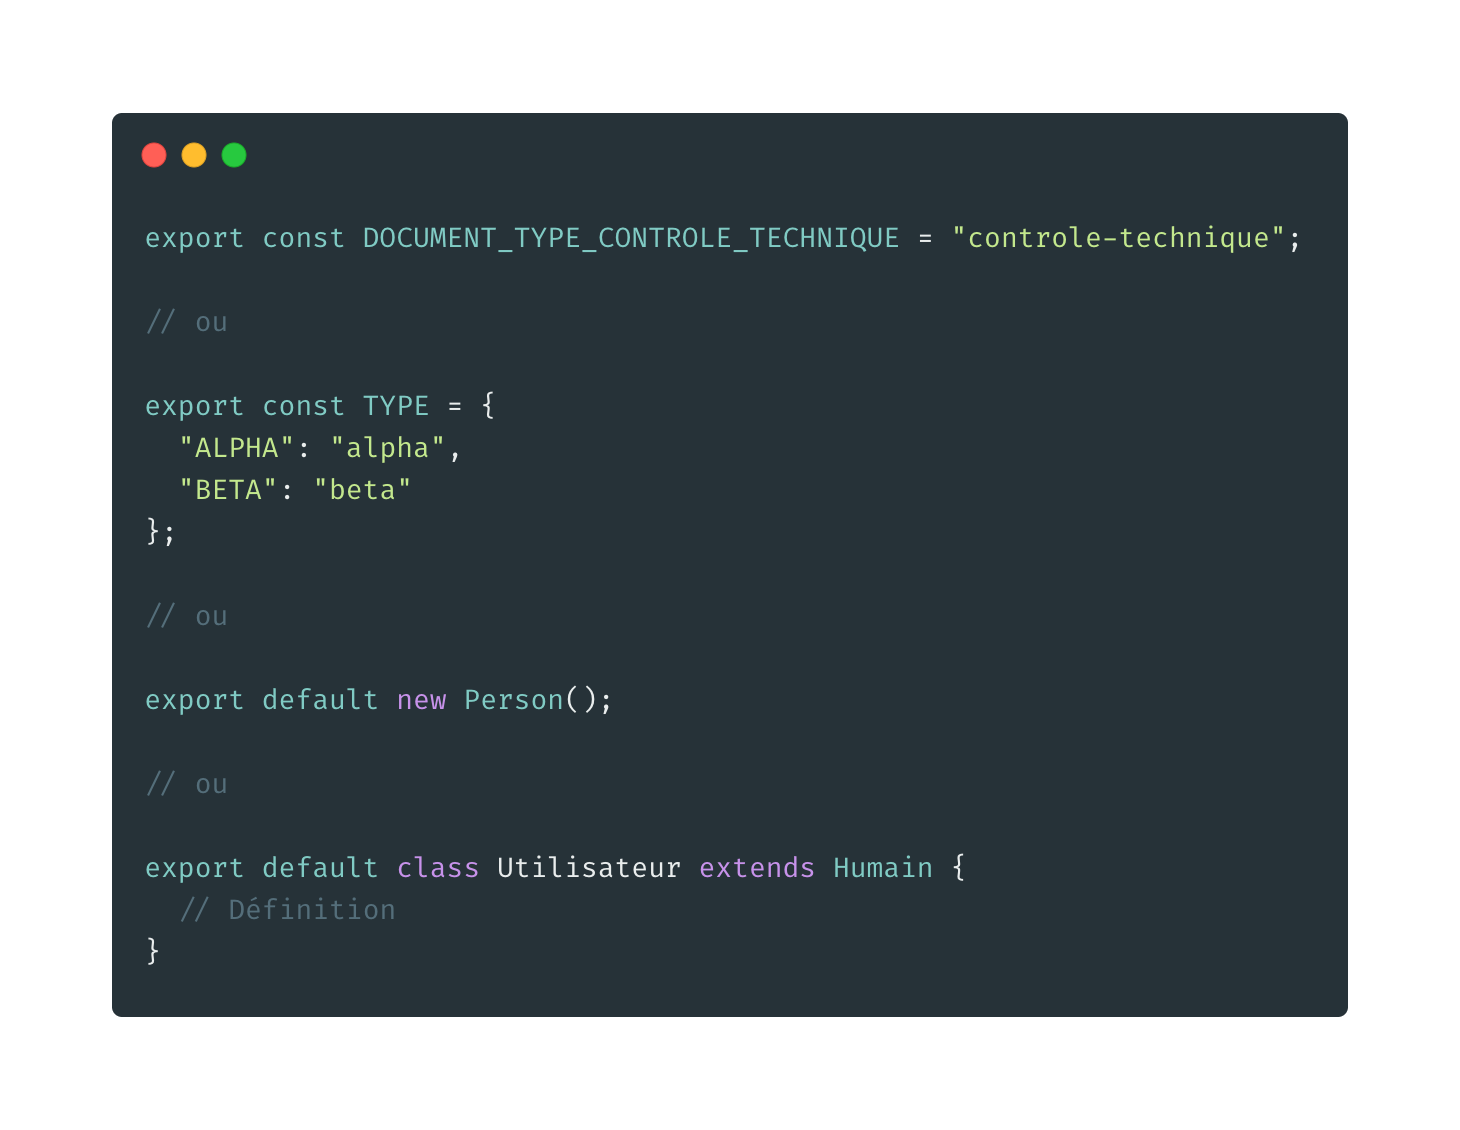 export const DOCUMENT_TYPE_CONTROLE_TECHNIQUE = "controle-technique";
// ou
export const TYPE = {
  "ALPHA": "alpha",
  "BETA": "beta"
};
// ou
export default new Person();
// ou
export default class Utilisateur extends Humain {
  // Définition
}